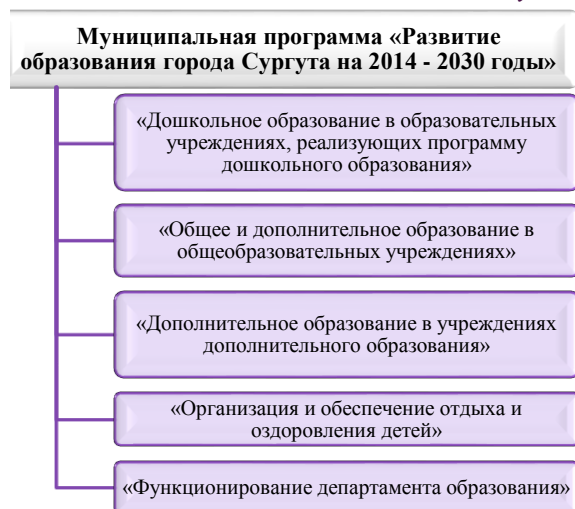 Муниципальная программа «Развитие
образования города Сургута на 2014 - 2030 годы»
«Дошкольное образование в образовательных
учреждениях, реализующих программу
дошкольного образования»
«Общее и дополнительное образование в
общеобразовательных учреждениях»
«Дополнительное образование в учреждениях
дополнительного образования»
«Организация и обеспечение отдыха и
оздоровления детей»
«Функционирование департамента образования»